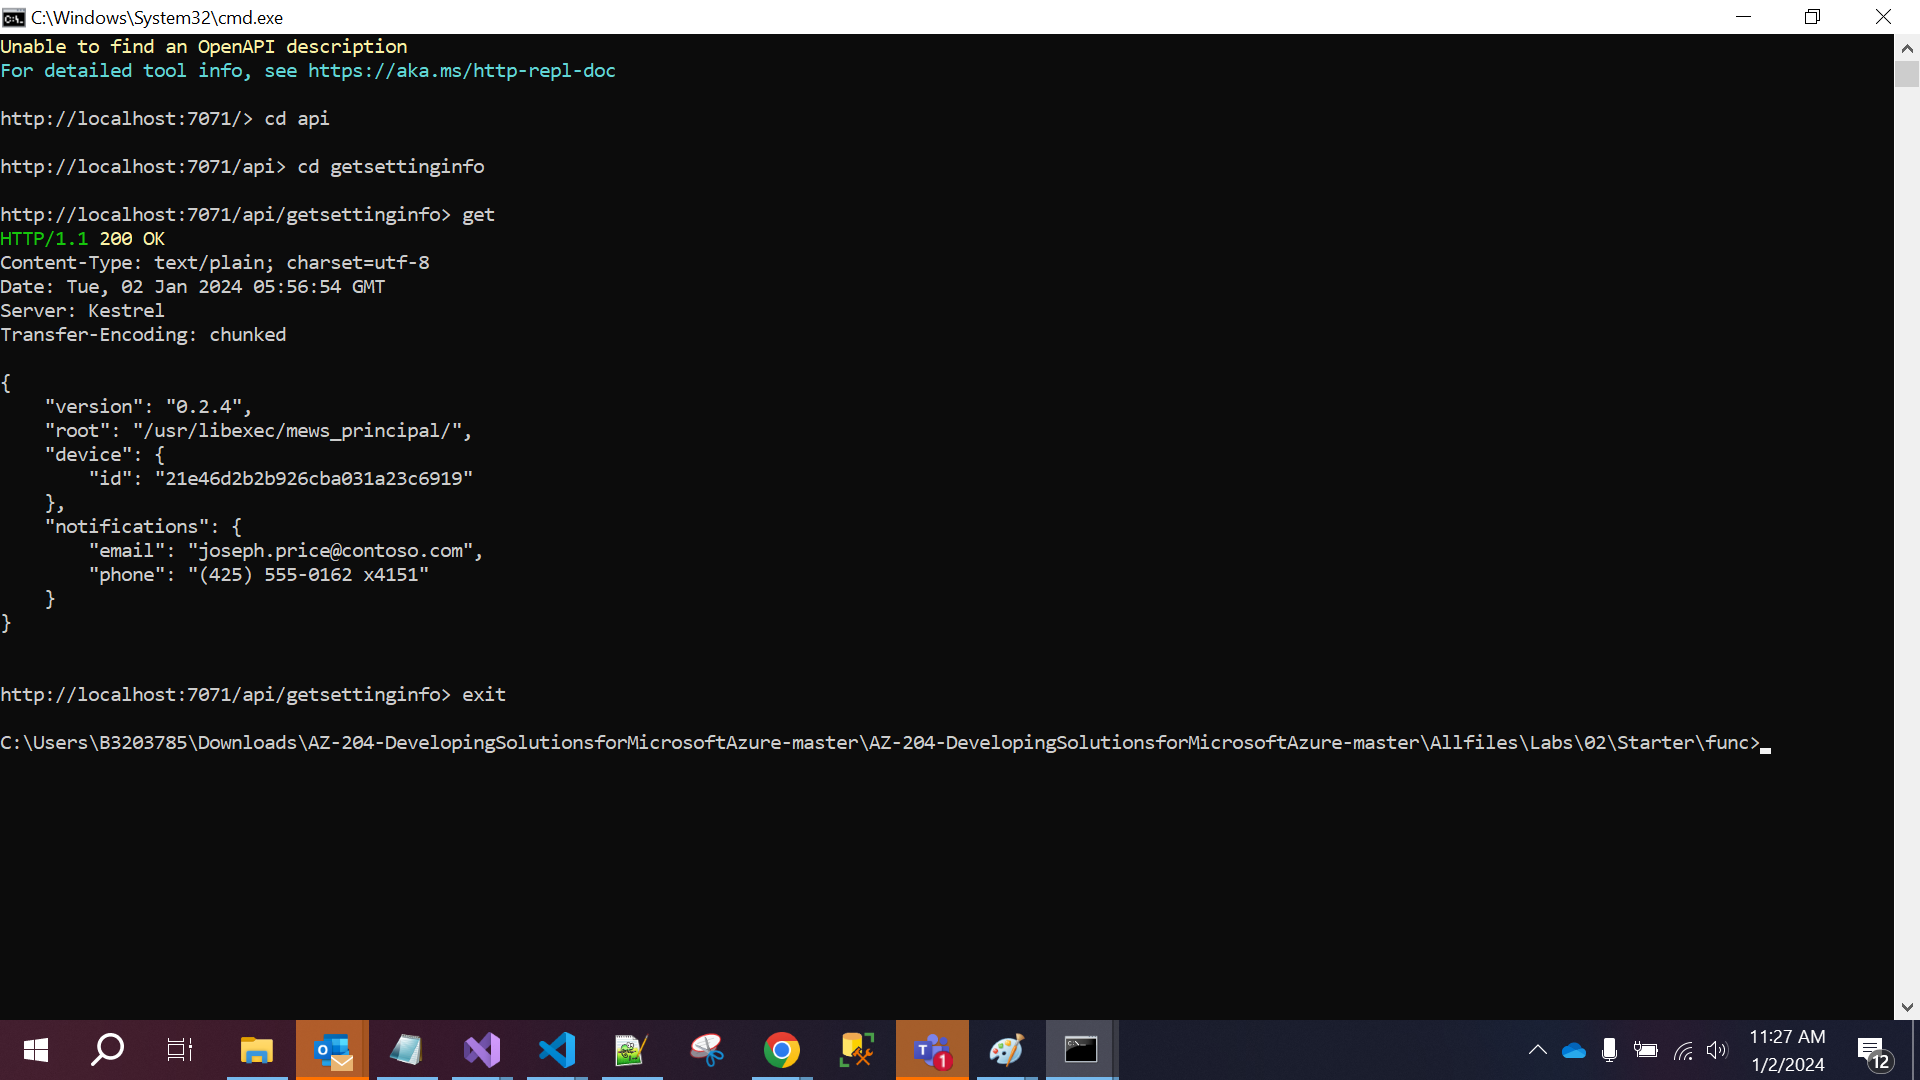 C:\Windows\System32\cmd.exe
Unable to find an OpenAPI description
For detailed tool info, see https://aka.ms/http-repl-doc
http://localhost:7071/> cd api
http://localhost:7071/api> cd getsettinginfo
http://localhost:7071/api/getsettinginfo> get
HTTP/1.1 200 OK
Content-Type: text/plain; charset=utf-8
Date: Tue, 02 Jan 2024 05:56:54 GMT
Server: Kestrel
Transfer-Encoding: chunked
{
    "version": "0.2.4",
    "root": "/usr/libexec/mews_principal/",
    "device": {
        "id": "21e46d2b2b926cba031a23c6919"
    },
    "notifications": {
        "email": "joseph.price@contoso.com",
        "phone": "(425) 555-0162 x4151"
    }
}
http://localhost:7071/api/getsettinginfo> exit
C:\Users\B3203785\Downloads\AZ-204-DevelopingSolutionsforMicrosoftAzure-master\AZ-204-DevelopingSolutionsforMicrosoftAzure-master\Allfiles\Labs\02\Starter\func>
1
11:27 AM
1/2/2024
12